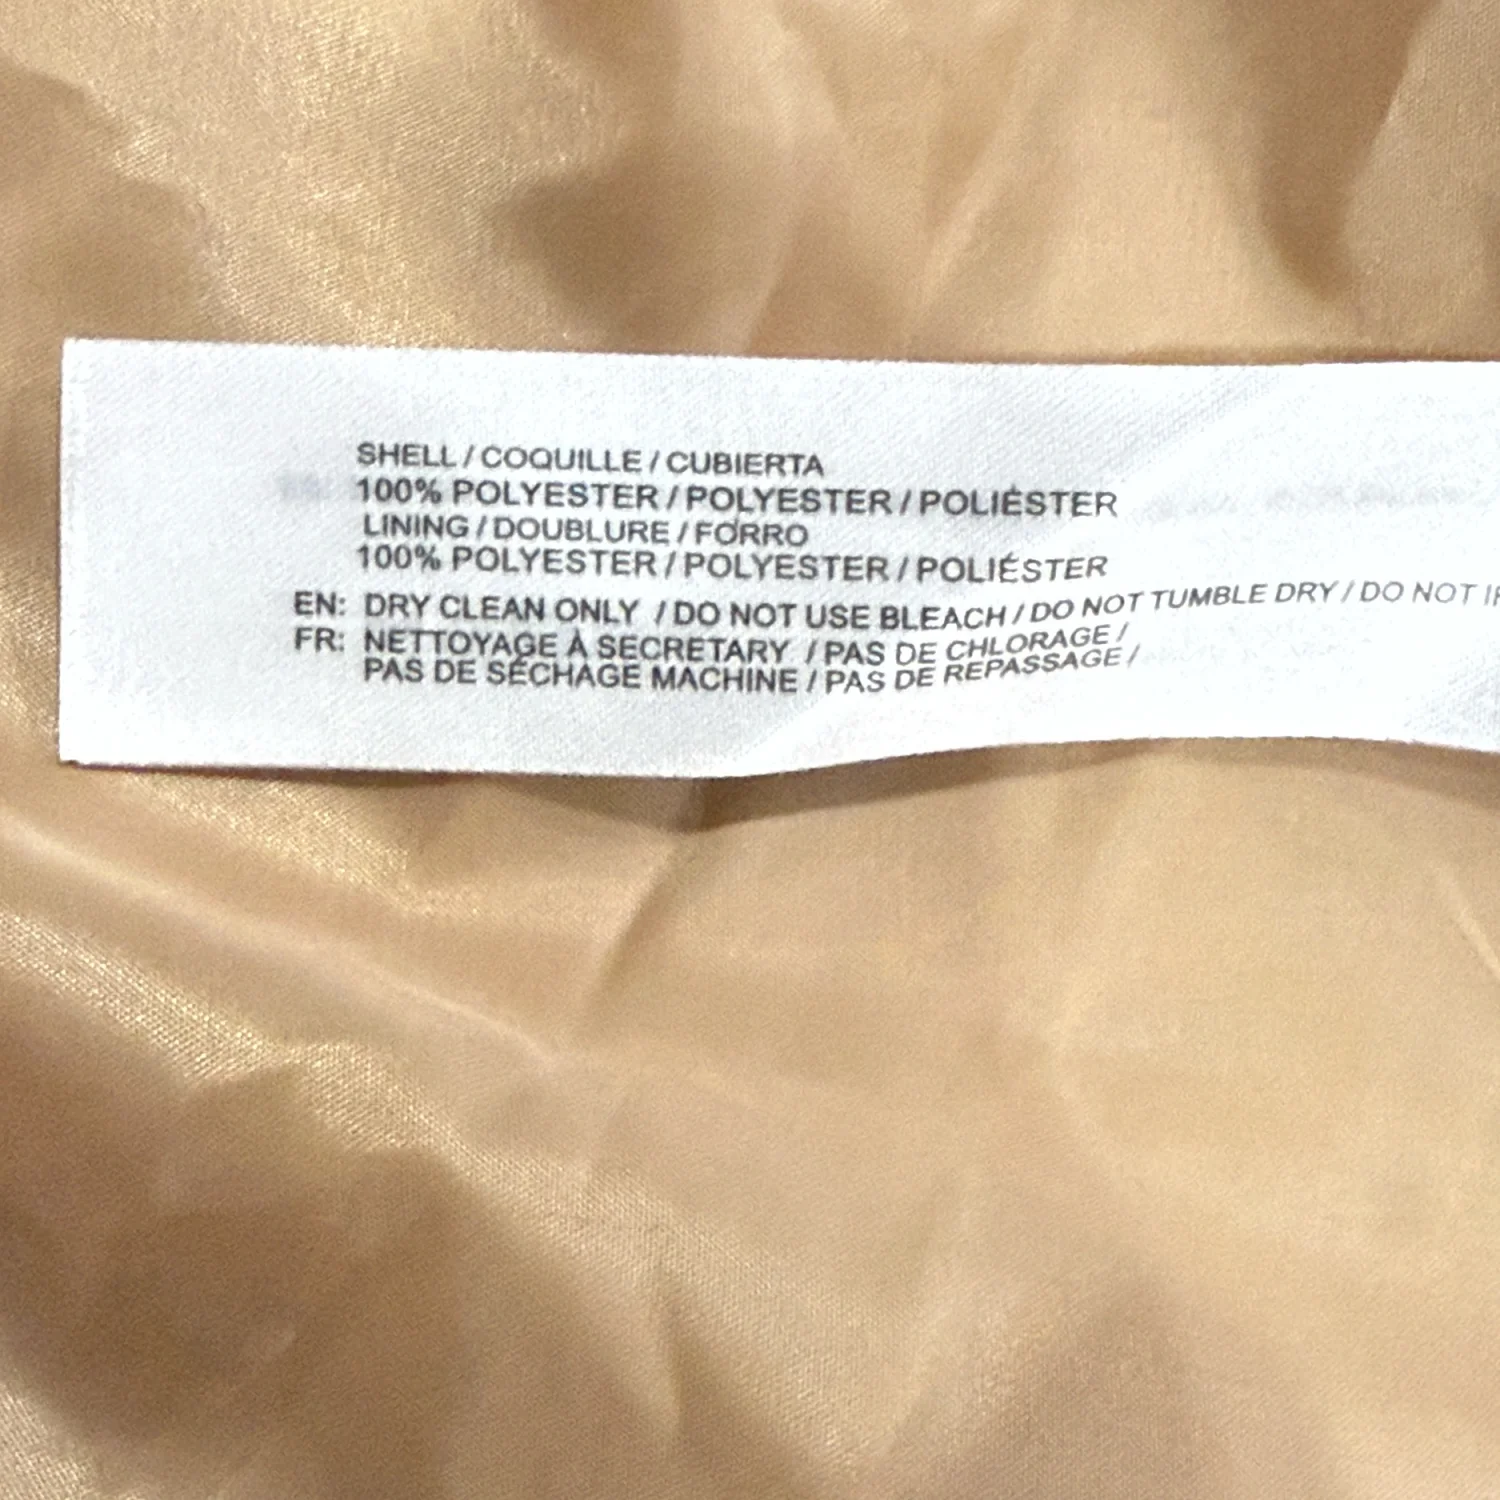 SHELL / COQUILLE / CUBIERTA
100% POLYESTER / POLYESTER / POLIÉSTER
LINING / DOUBLURE / FORRO
100% POLYESTER / POLYESTER / POLIÉSTER
EN: DRY CLEAN ONLY / DO NOT USE BLEACH / DO NOT TUMBLE DRY / DO NOT
FR: NETTOYAGE À SECRETARY / PAS DE CHLORAGE /
PAS DE SÉCHAGE MACHINE / PAS DE REPASSAGE /